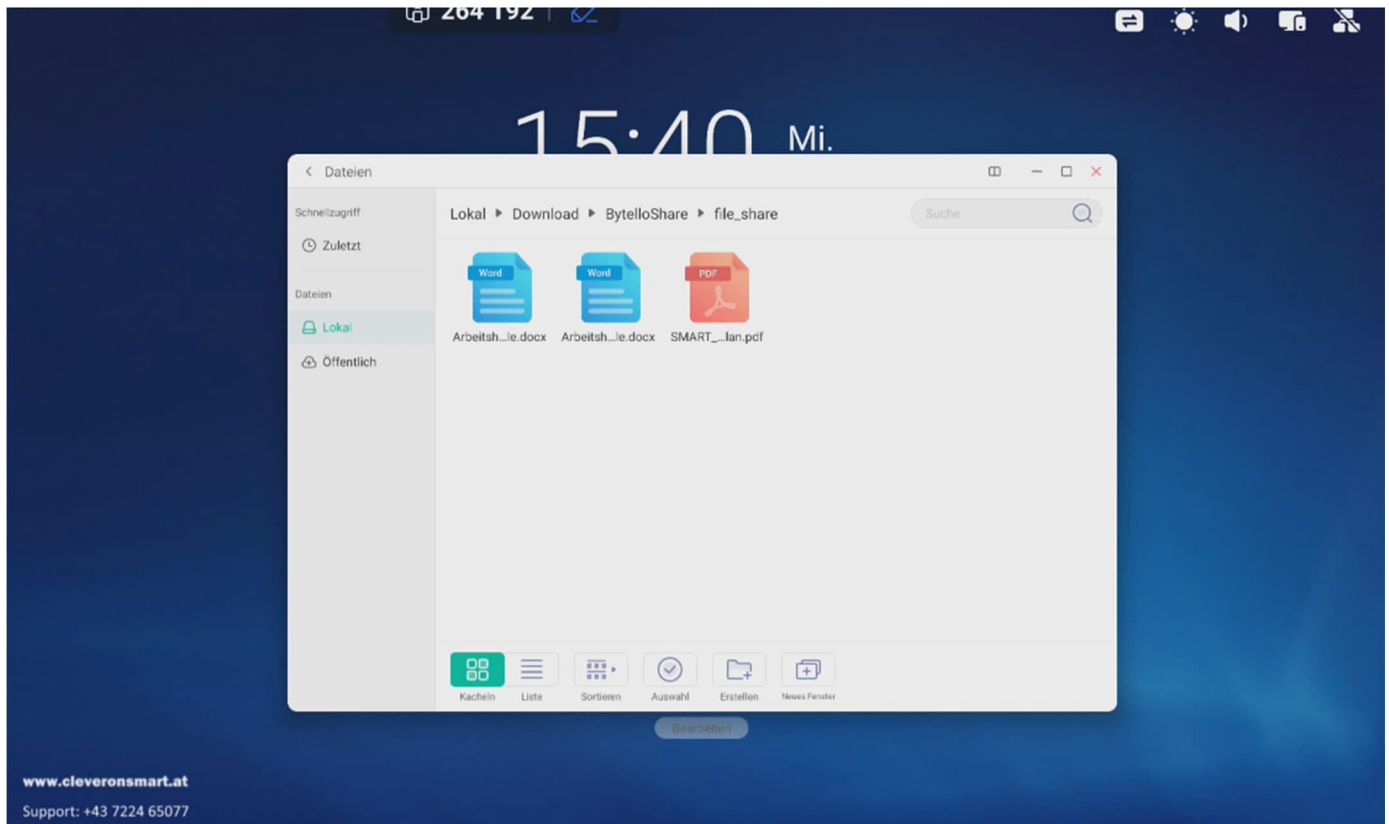 264 192
15:40 Mi.
Dateien
Schnellzugriff
Zuletzt
Dateien
Lokal
Öffentlich
Lokal Download BytelloShare file_share
Suche
Word
Word
PDF
Arbeitsh...le.docx Arbeitsh...le.docx SMART_...lan.pdf
Kacheln Liste Sortieren Auswahl Erstellen Neues Fenster
Bearbeiten
www.cleveronsmart.at
Support: +43 7224 65077